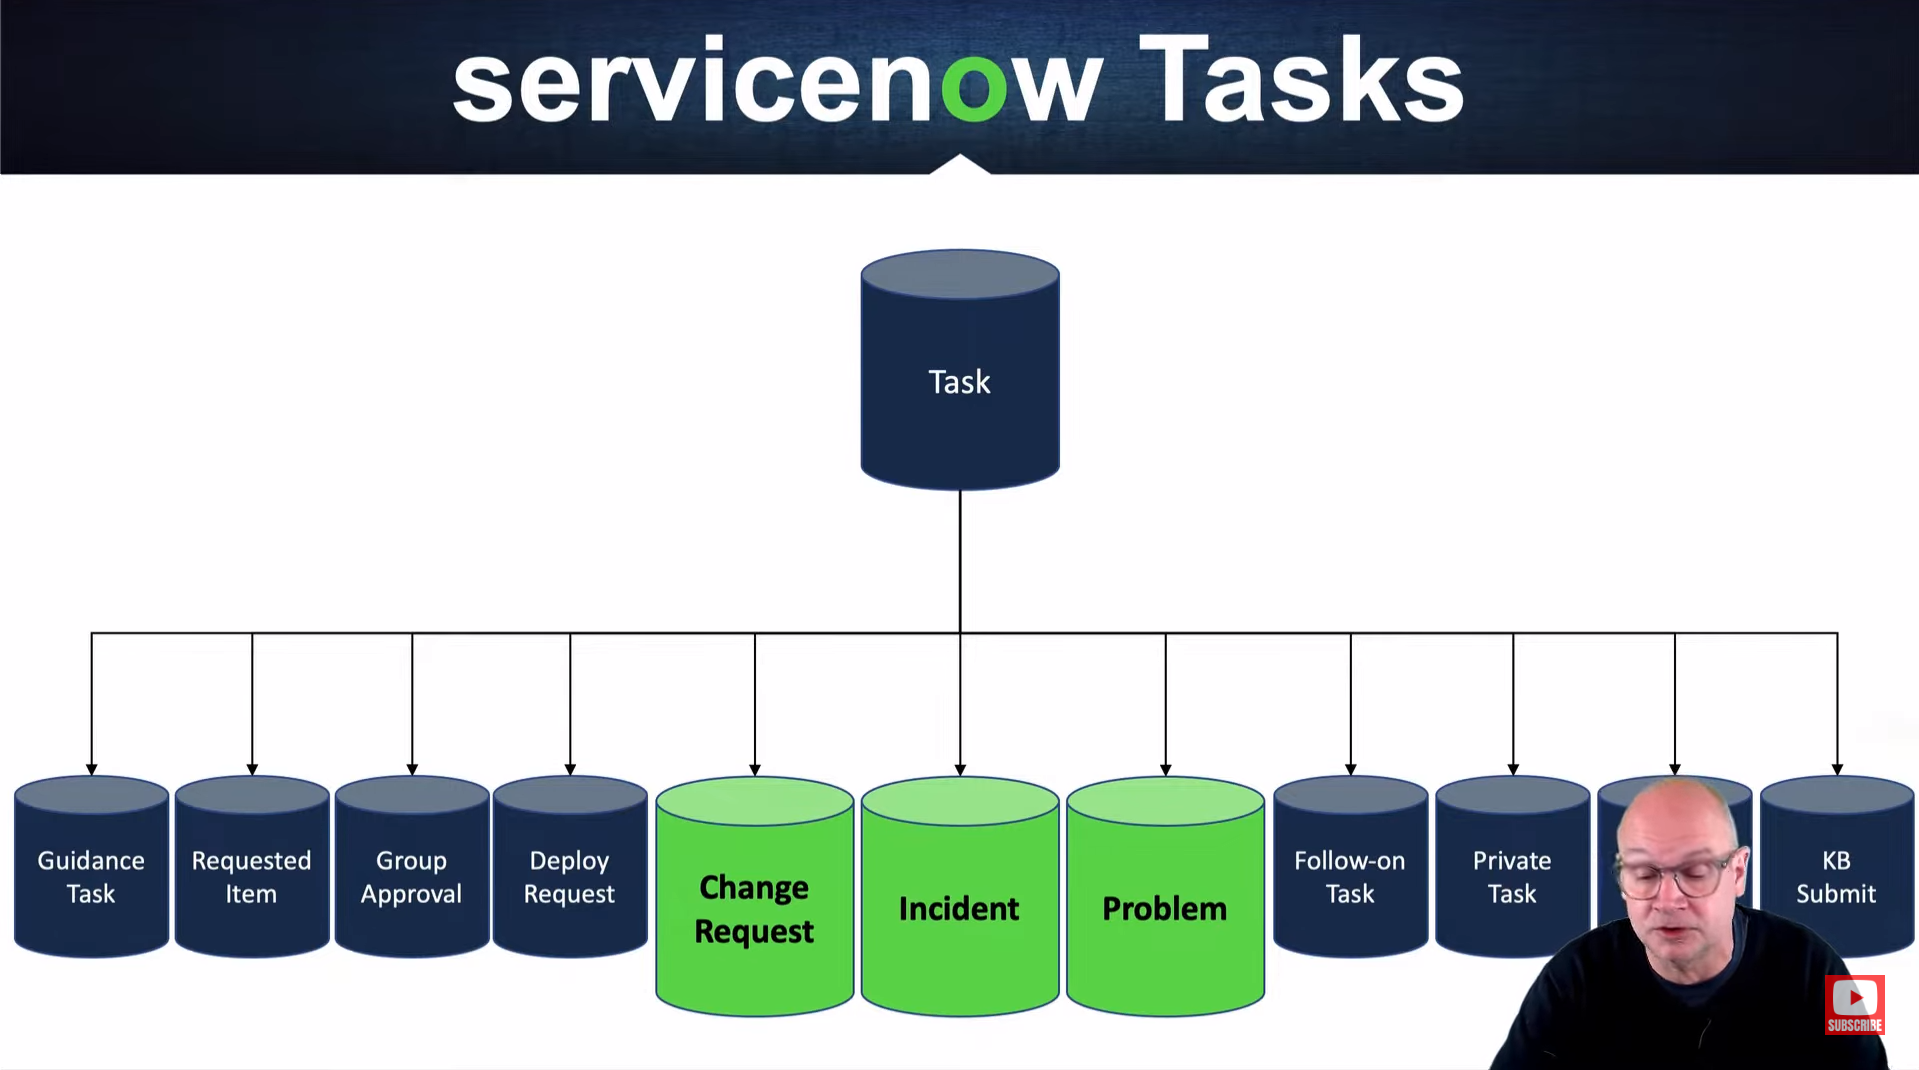 servicenow Tasks
Task
Guidance
Task
Requested
Item
Group
Approval
Deploy
Request
Change
Request
Incident
Problem
Follow-on
Task
Private
Task
KB
Submit
SUBSCRIBE